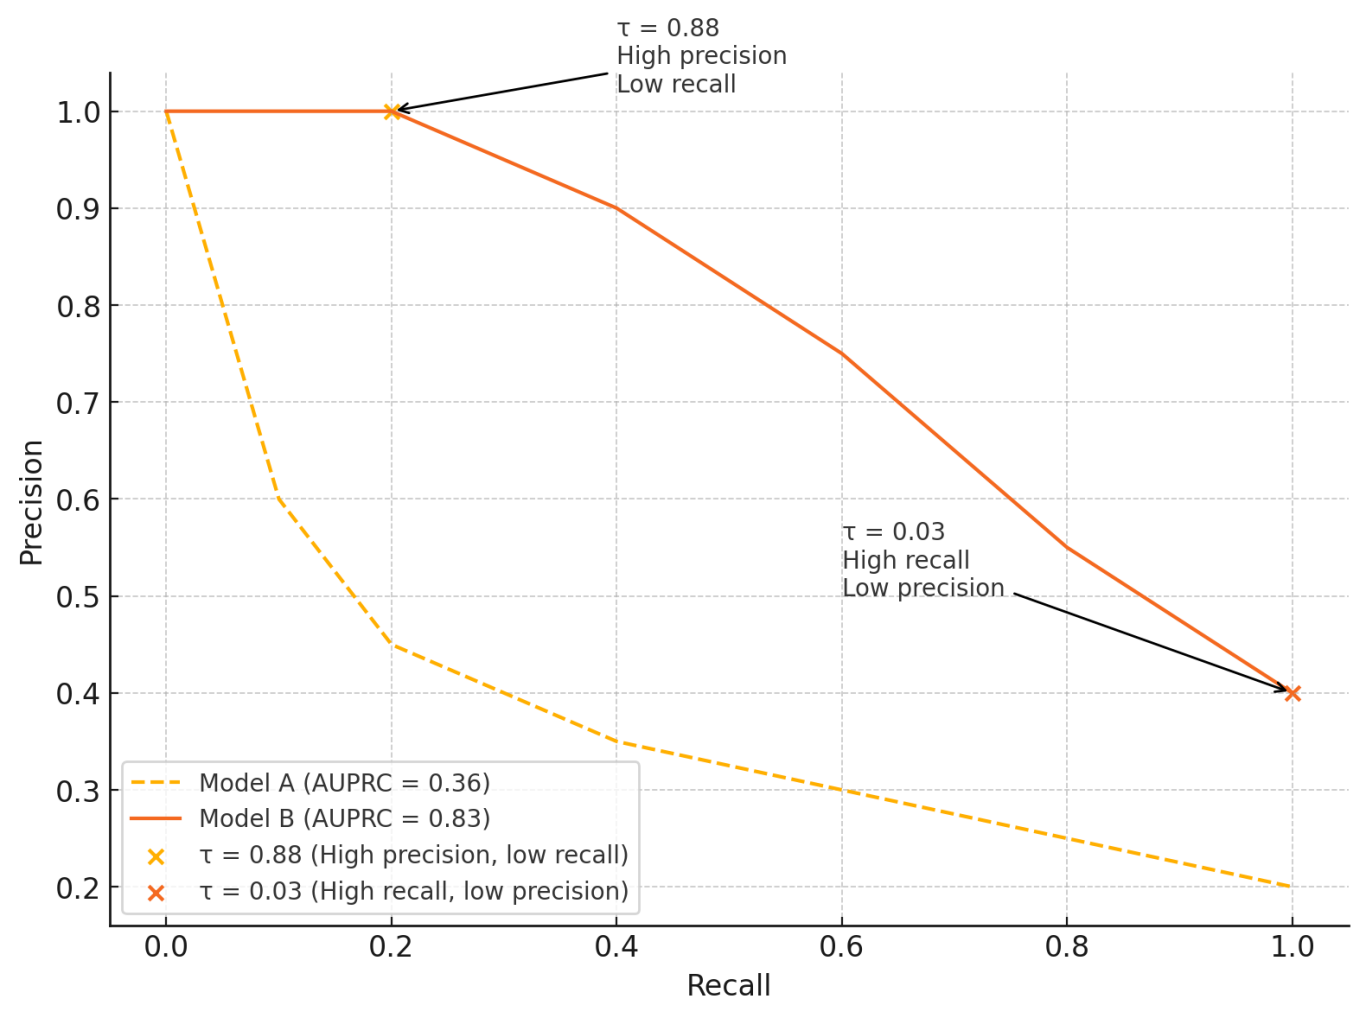 τ = 0.88
High precision
Low recall
1.0
0.9
0.8
0.7
0.6
0.5
0.4
0.3
0.2
Precision
τ = 0.03
High recall
Low precision
Model A (AUPRC = 0.36)
Model B (AUPRC = 0.83)
τ = 0.88 (High precision, low recall)
τ = 0.03 (High recall, low precision)
0.0 0.2 0.4 0.6 0.8 1.0
Recall